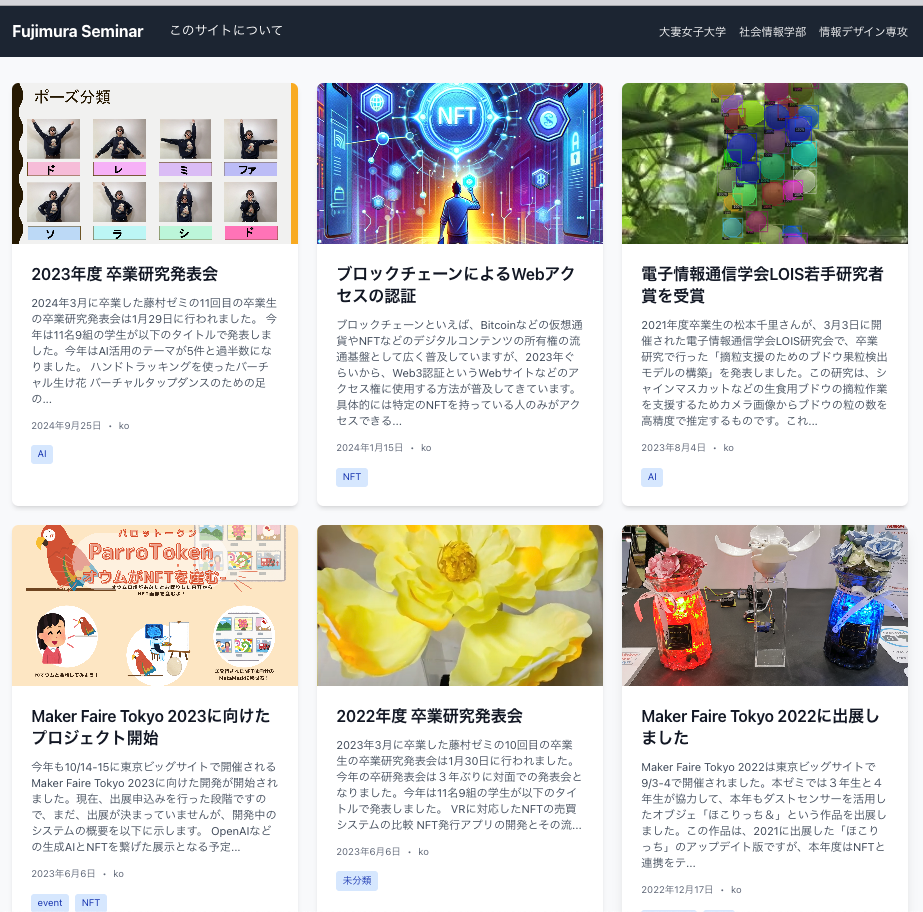 Fujimura Seminar
このサイトについて
大妻女子大学 社会情報学部 情報デザイン専攻
ポーズ分類
ド レ ミ ファ
ソ ラ シ ド
2023年度 卒業研究発表会
2024年3月に卒業した藤村ゼミの11回目の卒業生
の卒業研究発表会は1月29日に行われました。 今
年は11名9組の学生が以下のタイトルで発表しま
した。今年はAI活用のテーマが5件と過半数にな
りました。 ハンドトラッキングを使ったバーチ
ャル生け花 バーチャルタップダンスのための足
の...
2024年9月25日 • ko
AI
NFT
ブロックチェーンによるWebアク
セスの認証
ブロックチェーンといえば、Bitcoinなどの仮想通
貨やNFTなどのデジタルコンテンツの所有権の流
通基盤として広く普及していますが、2023年ぐ
らいから、Web3認証というWebサイトなどのア
クセス権に使用する方法が普及してきています。
具体的には特定のNFTを持っている人のみがアク
セスできる...
2024年1月15日 • ko
NFT
電子情報通信学会LOIS若手研究者
賞を受賞
2021年度卒業生の松本千里さんが、3月3日に開
催された電子情報通信学会LOIS研究会で、卒業
研究で行った「摘粒支援のためのブドウ果粒検出
モデルの構築」を発表しました。この研究は、シ
ャインマスカットなどの生食用ブドウの摘粒作業
を支援するためカメラ画像からブドウの粒の数を
高精度で推定するものです。これ...
2023年8月4日 • ko
AI
パロットークン
ParroToken
オウムがNFTを産む
Maker Faire Tokyo 2023に向けた
プロジェクト開始
今年も10/14-15に東京ビッグサイトで開催される
Maker Faire Tokyo 2023に向けた開発が開始され
ました。現在、出展申込みを行った段階ですの
で、まだ、出展が決まっていませんが、開発中の
システムの概要を以下に示します。 OpenAIなど
の生成AIとNFTを繋げた展示となる予定...
2023年6月6日 • ko
event NFT
2022年度 卒業研究発表会
2023年3月に卒業した藤村ゼミの10回目の卒業
生の卒業研究発表会は1月30日に行われました。
今年の卒研発表会は３年ぶりに対面での発表会と
なりました。今年は11名9組の学生が以下のタイ
トルで発表しました。 VRに対応したNFTの売買
システムの比較 NFT発行アプリの開発とその流...
2023年6月6日 • ko
未分類
Maker Faire Tokyo 2022に出展し
ました
Maker Faire Tokyo 2022は東京ビッグサイトで
9/3-4で開催されました。本ゼミでは３年生と４
年生が協力して、本年もダストセンサーを活用し
たオブジェ「ほこりっち＆」という作品を出展し
ました。この作品は、2021に出展した「ほこり
っち」のアップデイト版ですが、本年度はNFTと
連携をテ...
2022年12月17日 • ko